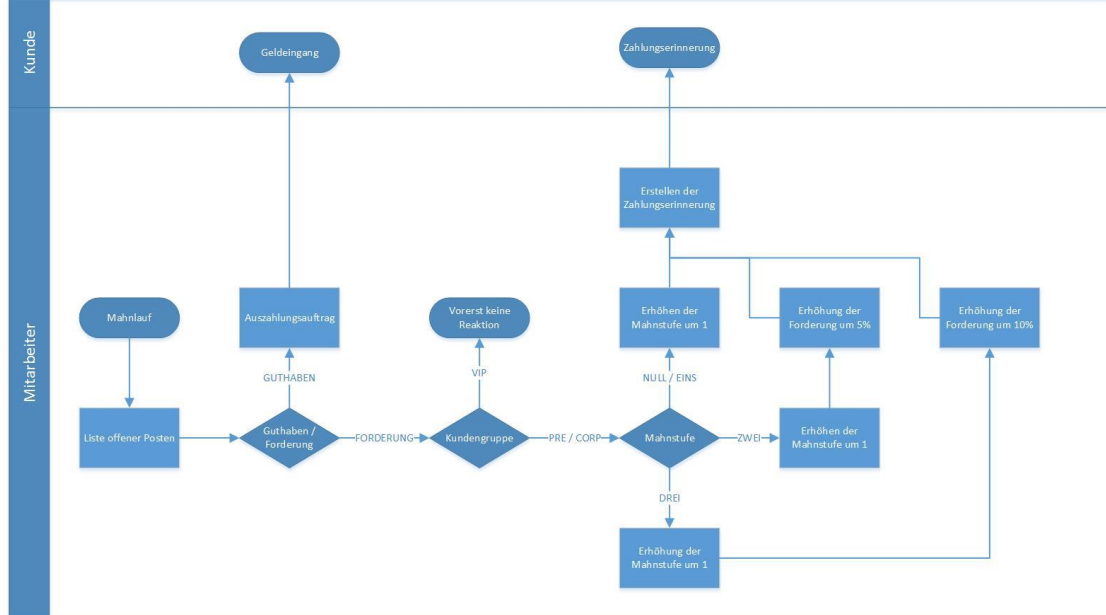 Kunde
Geldeingang
Zahlungserinnerung
Mitarbeiter
Erstellen der
Zahlungserinnerung
Mahnlauf
Auszahlungsauftrag
Vorerst keine
Reaktion
Erhöhen der
Mahnstufe um 1
Erhöhung der
Forderung um 5%
Erhöhung der
Forderung um 10%
GUTHABEN
VIP
NULL / EINS
Liste offener Posten
Guthaben /
Forderung
FORDERUNG
Kundengruppe
PRE / CORP
Mahnstufe
ZWEI
Erhöhen der
Mahnstufe um 1
DREI
Erhöhung der
Mahnstufe um 1